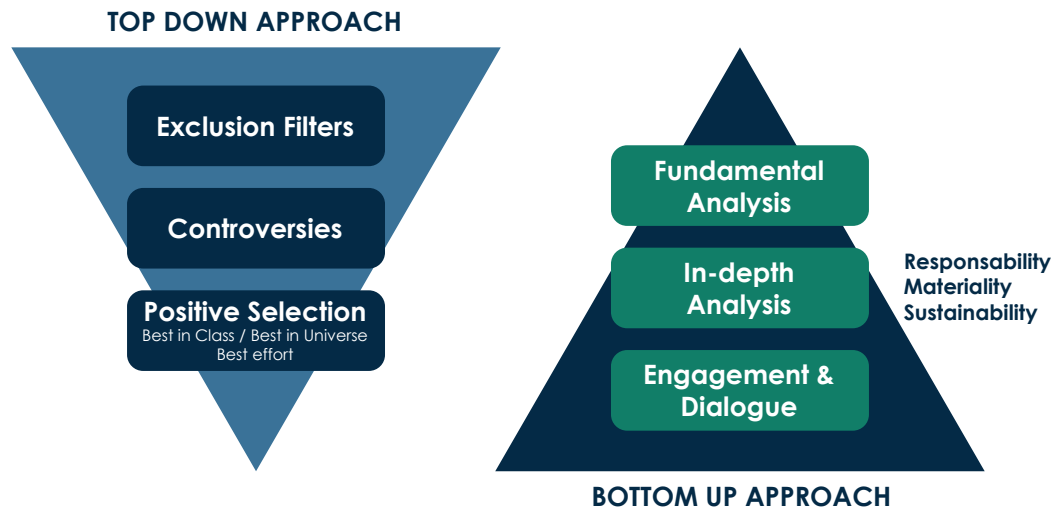 TOP DOWN APPROACH
Exclusion Filters
Controversies
Positive Selection
Best in Class / Best in Universe
Best effort
Fundamental
Analysis
In-depth
Analysis
Engagement &
Dialogue
Responsability
Materiality
Sustainability
BOTTOM UP APPROACH